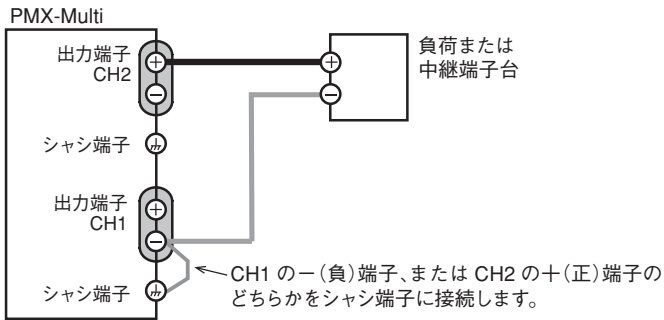 PMX-Multi
出力端子
CH2
+
−
シャシ端子
出力端子
CH1
+
−
シャシ端子
+
−
負荷または
中継端子台
CH1 の−(負)端子、または CH2 の+(正)端子の
どちらかをシャシ端子に接続します。